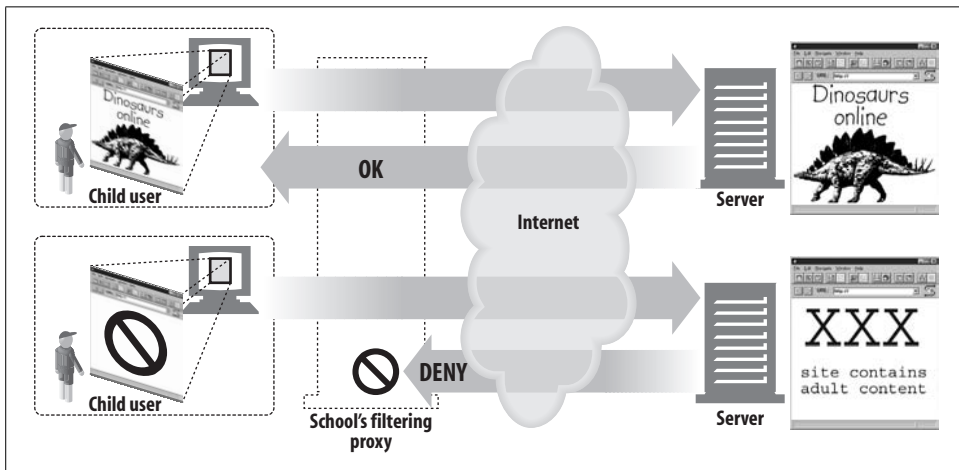 Dinosaurs
online
Child user
OK
Internet
Server
Dinosaurs
online
Child user
DENY
School's filtering
proxy
Server
XXX
site contains
adult content